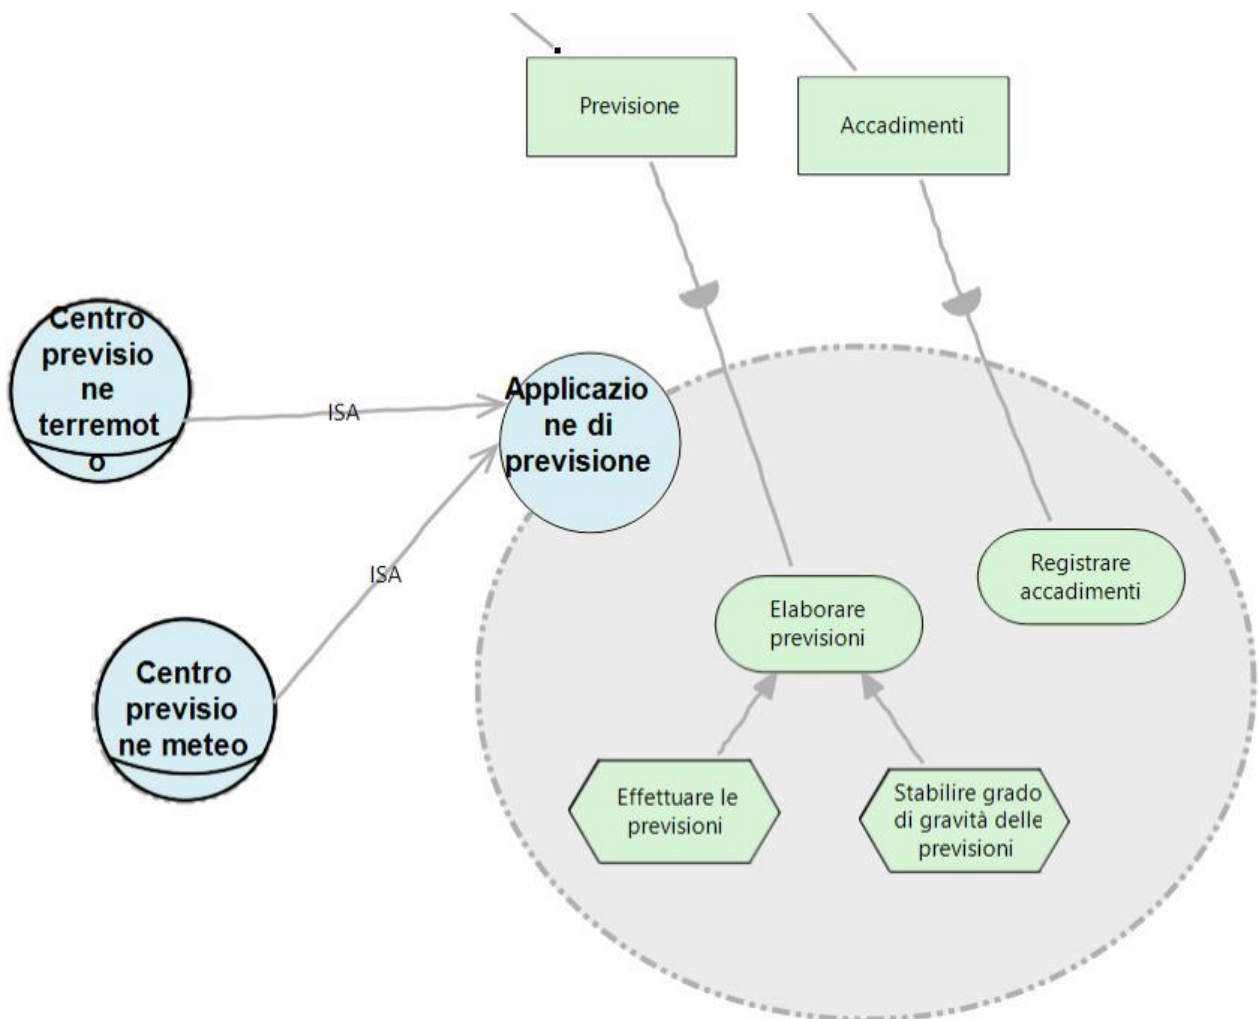 Previsione
Accadimenti
Centro
previsio
ne
terremot
o
ISA
Applicazio
ne di
previsione
ISA
Registrare
accadimenti
Elaborare
previsioni
Centro
previsio
ne meteo
Effettuare le
previsioni
Stabilire grado
di gravità delle
previsioni